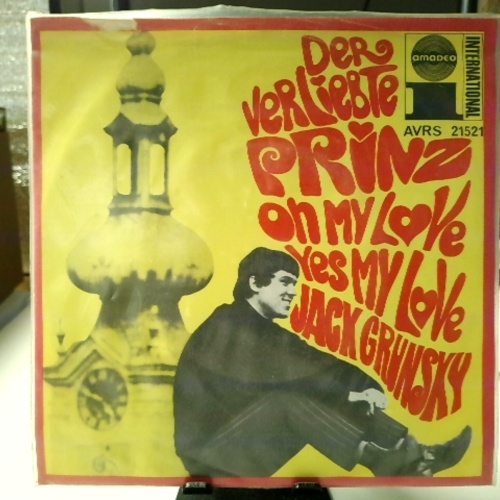 DER
VERLIEBTE
PRINZ
OH MY LOVE
YES MY LOVE
JACK GRUNSKY
amadeo
INTERNATIONAL
AVRS 21521